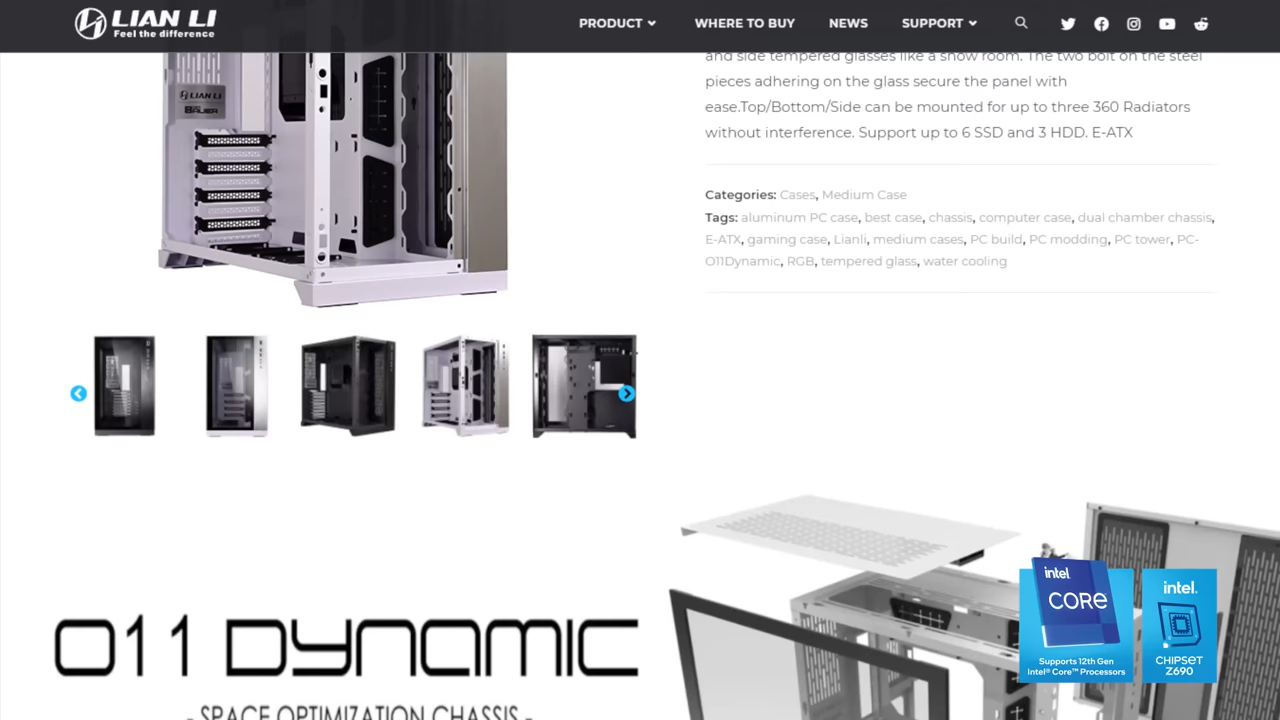 LIAN LI
Feel the difference
PRODUCT
WHERE TO BUY
NEWS
SUPPORT
and side tempered glasses like a show room. The two bolt on the steel
pieces adhering on the glass secure the panel with
ease.Top/Bottom/Side can be mounted for up to three 360 Radiators
without interference. Support up to 6 SSD and 3 HDD. E-ATX
LIAN LI
Categories: Cases, Medium Case
Tags: aluminum PC case, best case, chassis, computer case, dual chamber chassis,
E-ATX, gaming case, Lianli, medium cases, PC build, PC modding, PC tower, PC-
O11Dynamic, RGB, tempered glass, water cooling
O11 DYNAMIC
- SPACE OPTIMIZATION CHASSIS -
intel
CORE
Supports 12th Gen
Intel® Core™ Processors
intel.
CHIPSET
Z690